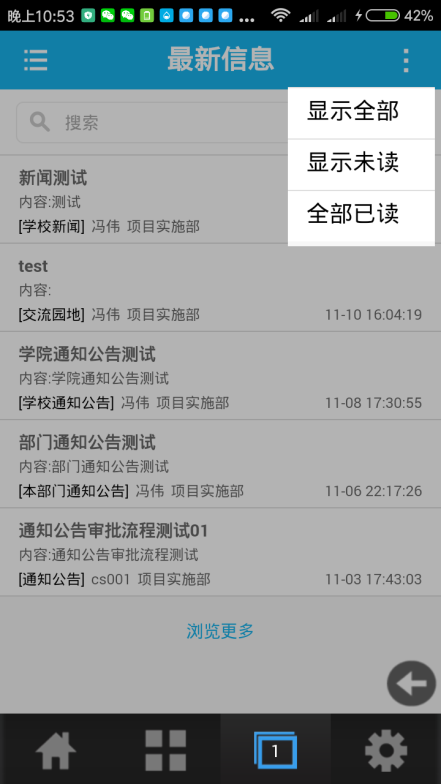 晚上10:53 ... 42%
最新信息
搜索
显示全部
显示未读
全部已读
新闻测试
内容:测试
[学校新闻] 冯伟 项目实施部
test
内容:
[交流园地] 冯伟 项目实施部 11-10 16:04:19
学院通知公告测试
内容:学院通知公告测试
[学校通知公告] 冯伟 项目实施部 11-08 17:30:55
部门通知公告测试
内容:部门通知公告测试
[本部门通知公告] 冯伟 项目实施部 11-06 22:17:26
通知公告审批流程测试01
内容:通知公告审批流程测试
[通知公告] cs001 项目实施部 11-03 17:43:03
浏览更多
1